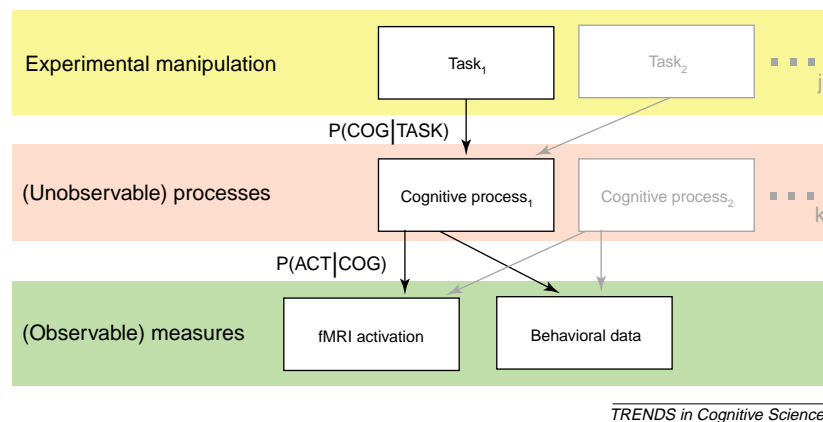 Experimental manipulation
Task1
Task2
j
P(COG|TASK)
(Unobservable) processes
Cognitive process1
Cognitive process2
k
P(ACT|COG)
(Observable) measures
fMRI activation
Behavioral data
TRENDS in Cognitive Science